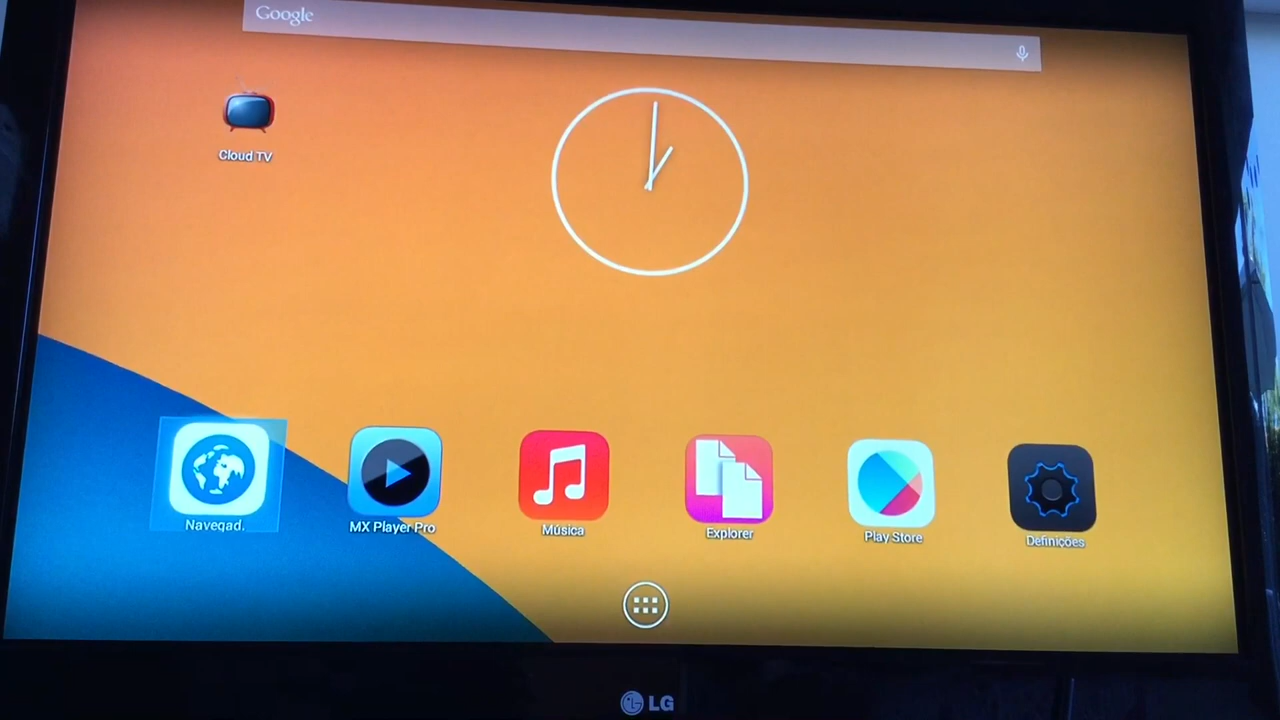 Google
Cloud TV
Navegad.
MX Player Pro
Música
Explorer
Play Store
Definições
LG